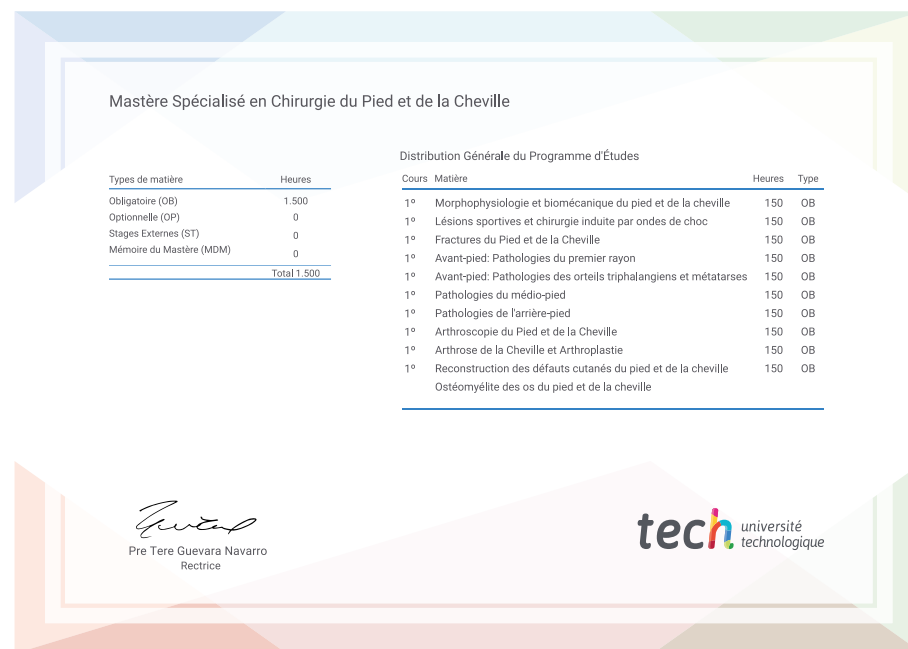 Mastère Spécialisé en Chirurgie du Pied et de la Cheville
Types de matière Heures
Obligatoire (OB) 1.500
Optionnelle (OP) 0
Stages Externes (ST) 0
Mémoire du Mastère (MDM) 0
Total 1.500
Distribution Générale du Programme d'Études
Cours Matière Heures Type
1º Morphophysiologie et biomécanique du pied et de la cheville 150 OB
1º Lésions sportives et chirurgie induite par ondes de choc 150 OB
1º Fractures du Pied et de la Cheville 150 OB
1º Avant-pied: Pathologies du premier rayon 150 OB
1º Avant-pied: Pathologies des orteils triphalangiens et métatarses 150 OB
1º Pathologies du médio-pied 150 OB
1º Pathologies de l'arrière-pied 150 OB
1º Arthroscopie du Pied et de la Cheville 150 OB
1º Arthrose de la Cheville et Arthroplastie 150 OB
1º Reconstruction des défauts cutanés du pied et de la cheville 150 OB
Ostéomyélite des os du pied et de la cheville
Pre Tere Guevara Navarro
Rectrice
tech université
technologique